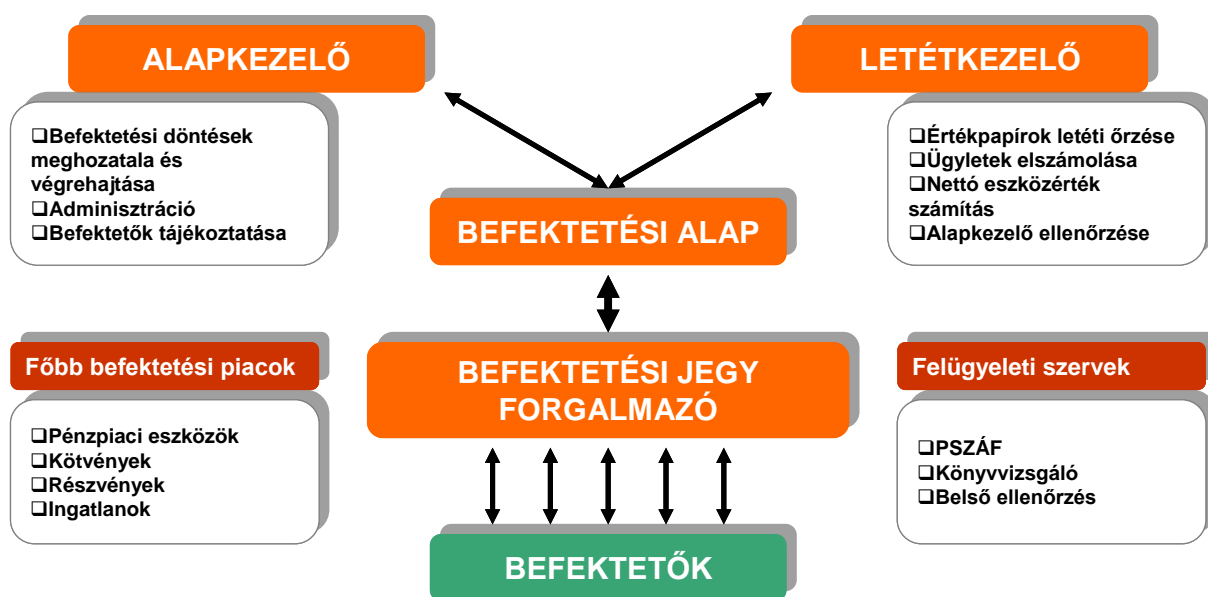 ALAPKEZELŐ
❑Befektetési döntések
meghozatala és
végrehajtása
❑Adminisztráció
❑Befektetők tájékoztatása
LETÉTKEZELŐ
❑Értékpapírok letéti őrzése
❑Ügyletek elszámolása
❑Nettó eszközérték
számítás
❑Alapkezelő ellenőrzése
BEFEKTETÉSI ALAP
Főbb befektetési piacok
❑Pénzpiaci eszközök
❑Kötvények
❑Részvények
❑Ingatlanok
BEFEKTETÉSI JEGY
FORGALMAZÓ
Felügyeleti szervek
❑PSZÁF
❑Könyvvizsgáló
❑Belső ellenőrzés
BEFEKTETŐK